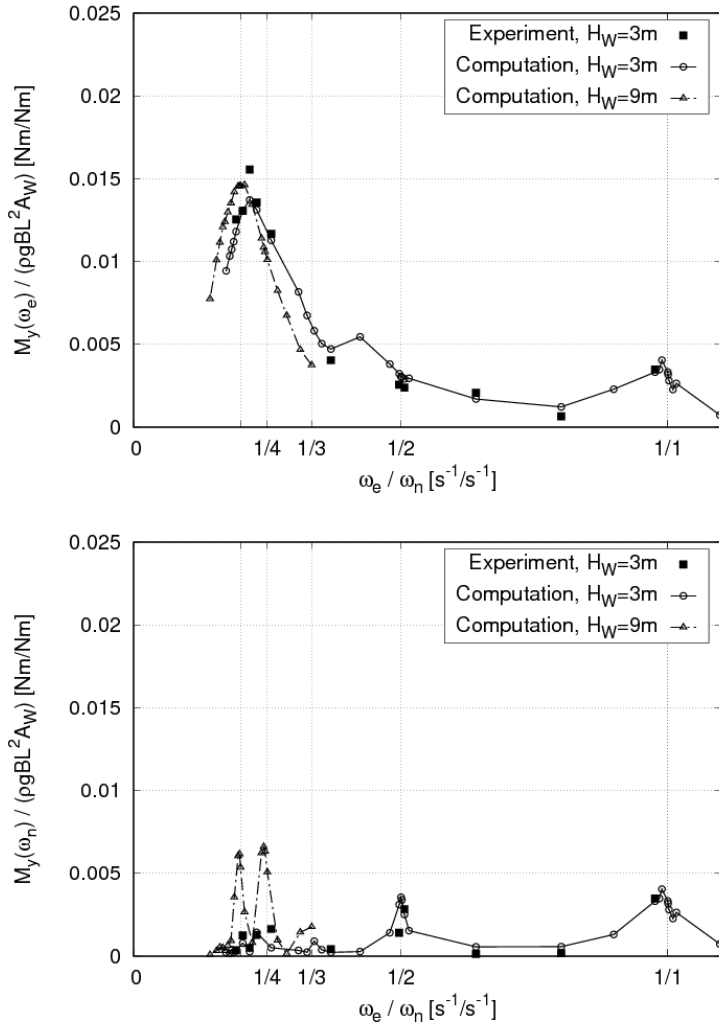 Experiment, H_W=3m
Computation, H_W=3m
Computation, H_W=9m
0.025
0.02
0.015
0.01
0.005
0
M_y(ω_e) / (ρgBL²A_W) [Nm/Nm]
0 1/4 1/3 1/2 1/1
ω_e / ω_n [s⁻¹/s⁻¹]
Experiment, H_W=3m
Computation, H_W=3m
Computation, H_W=9m
0.025
0.02
0.015
0.01
0.005
0
M_y(ω_n) / (ρgBL²A_W) [Nm/Nm]
0 1/4 1/3 1/2 1/1
ω_e / ω_n [s⁻¹/s⁻¹]